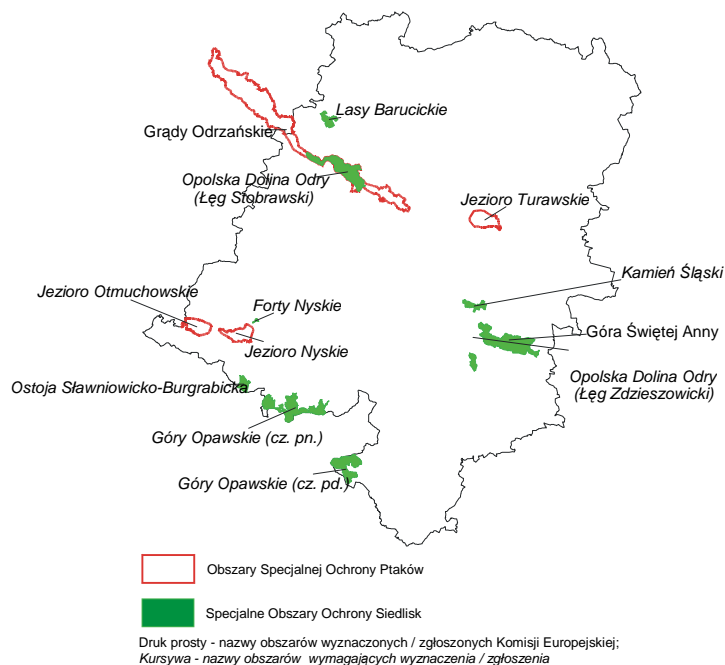 Lasy Barucickie
Grądy Odrzańskie
Opolska Dolina Odry
(Łęg Stobrawski)
Jezioro Turawskie
Kamień Śląski
Jezioro Otmuchowskie
Forty Nyskie
Góra Świętej Anny
Jezioro Nyskie
Opolska Dolina Odry
(Łęg Zdzieszowicki)
Ostoja Sławniowicko-Burgrabicka
Góry Opawskie (cz. pn.)
Góry Opawskie (cz. pd.)
Obszary Specjalnej Ochrony Ptaków
Specjalne Obszary Ochrony Siedlisk
Druk prosty - nazwy obszarów wyznaczonych / zgłoszonych Komisji Europejskiej;
Kursywa - nazwy obszarów wymagających wyznaczenia / zgłoszenia